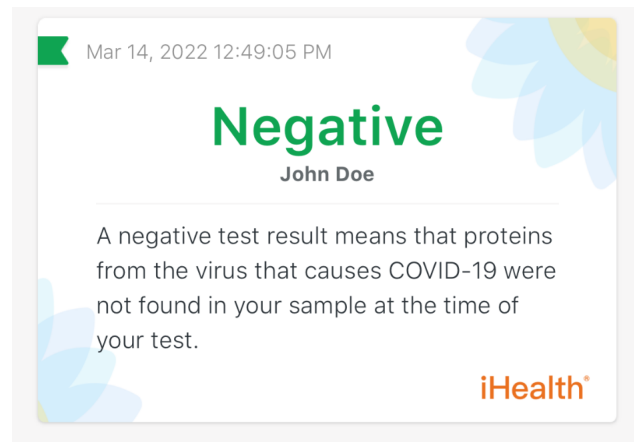 Mar 14, 2022 12:49:05 PM
Negative
John Doe
A negative test result means that proteins
from the virus that causes COVID-19 were
not found in your sample at the time of
your test.
iHealth®